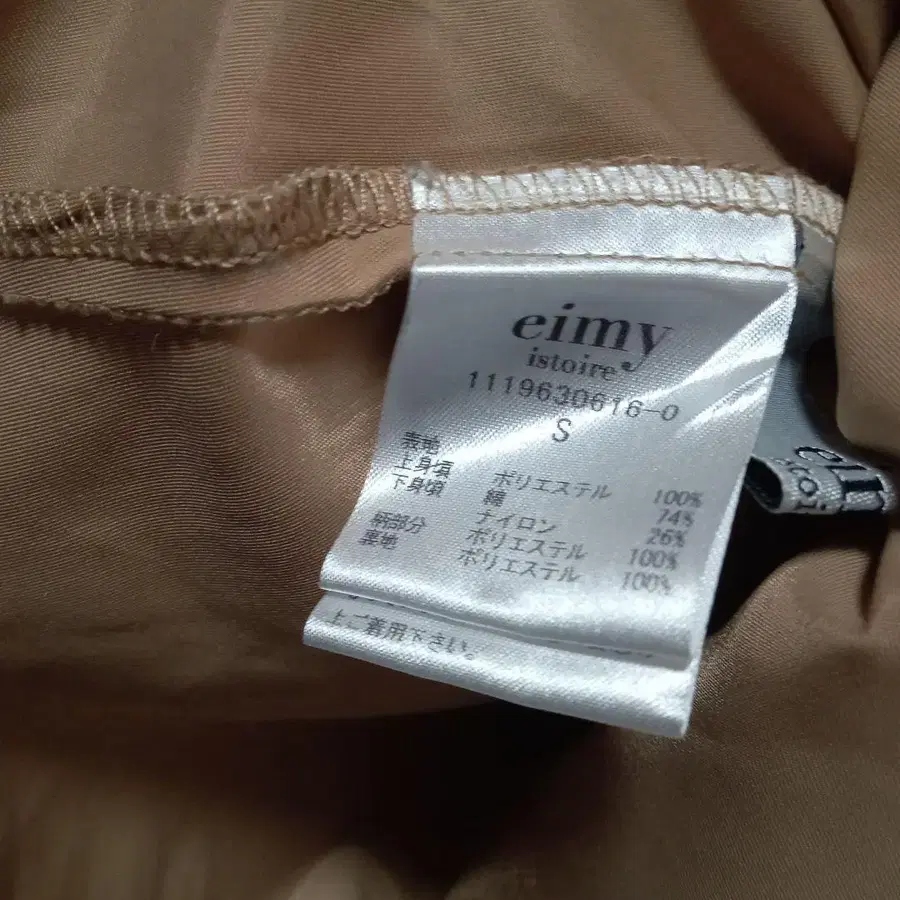 eimy
istoire
1119630616-0
S
表地
上身頃 ポリエステル 100%
下身頃 綿 74%
ナイロン 26%
柄部分 ポリエステル 100%
裏地 ポリエステル 100%
上ご着用下さい。